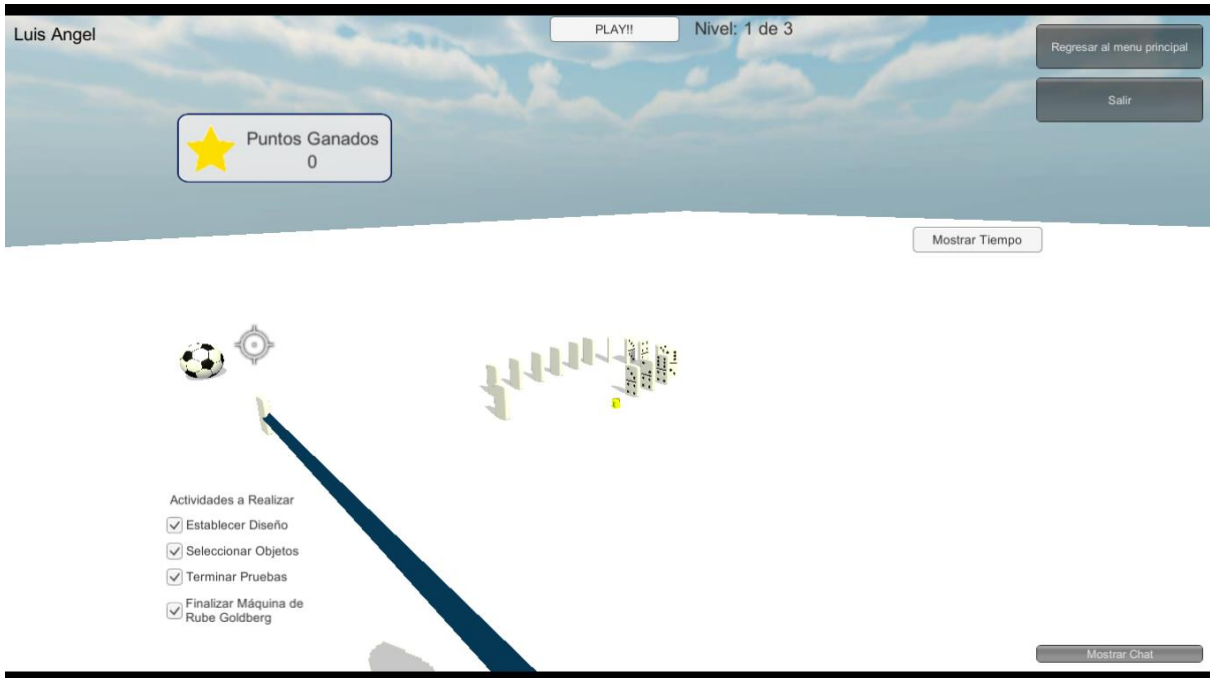 Luis Angel
PLAY!!
Nivel: 1 de 3
Regresar al menu principal
Salir
Puntos Ganados
0
Mostrar Tiempo
Actividades a Realizar
Establecer Diseño
Seleccionar Objetos
Terminar Pruebas
Finalizar Máquina de
Rube Goldberg
Mostrar Chat